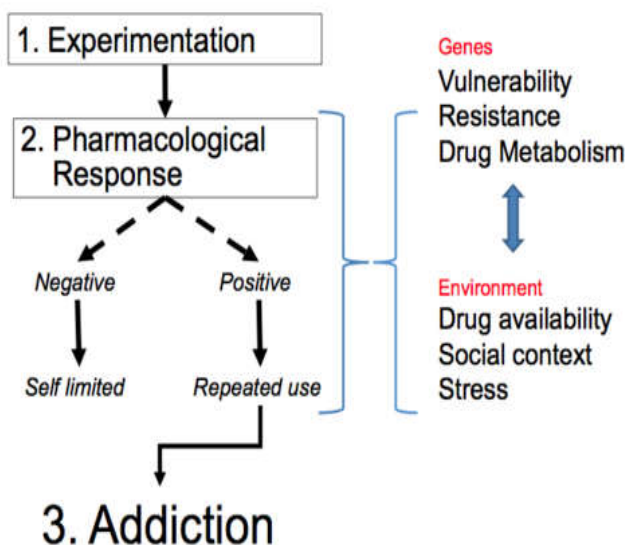 1. Experimentation
2. Pharmacological
Response
Negative
Positive
Self limited
Repeated use
3. Addiction
Genes
Vulnerability
Resistance
Drug Metabolism
Environment
Drug availability
Social context
Stress